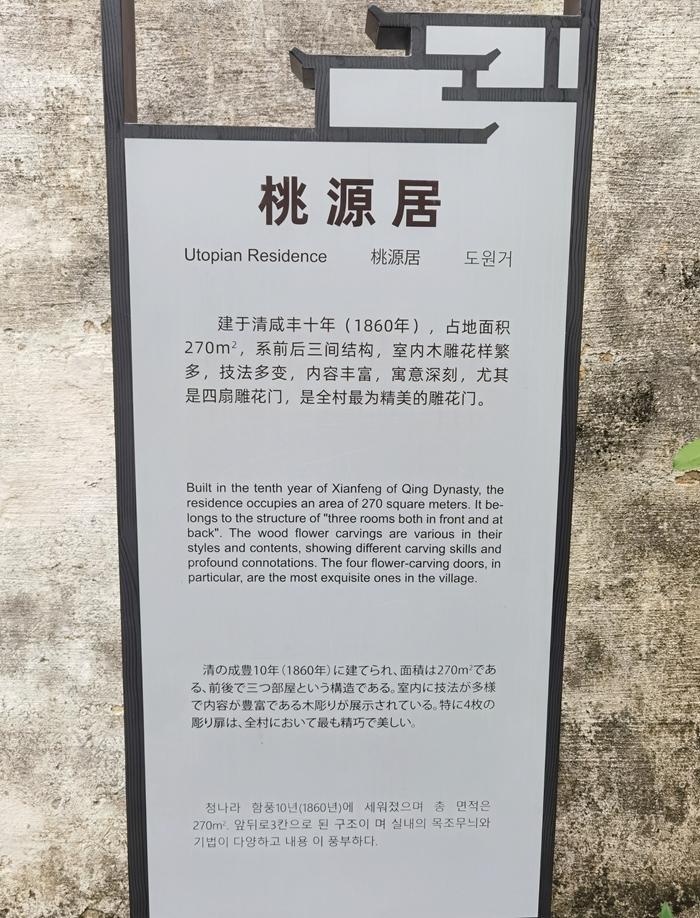 桃源居
Utopian Residence 桃源居 도원거
建于清咸丰十年（1860年），占地面积
270m²，系前后三间结构，室内木雕花样繁
多，技法多变，内容丰富，寓意深刻，尤其
是四扇雕花门，是全村最为精美的雕花门。
Built in the tenth year of Xianfeng of Qing Dynasty, the
residence occupies an area of 270 square meters. It be-
longs to the structure of "three rooms both in front and at
back". The wood flower carvings are various in their
styles and contents, showing different carving skills and
profound connotations. The four flower-carving doors, in
particular, are the most exquisite ones in the village.
清の成豊10年（1860年）に建てられ、面積は270m²であ
る、前後で三つ部屋という構造である。室内に技法が多様
で内容が豊富である木彫りが展示されている。特に4枚の
彫り扉は、全村において最も精巧で美しい。
청나라 함풍10년(1860년)에 세워졌으며 총 면적은
270m². 앞뒤로3칸으로 된 구조이 며 실내의 목조무늬와
기법이 다양하고 내용 이 풍부하다.